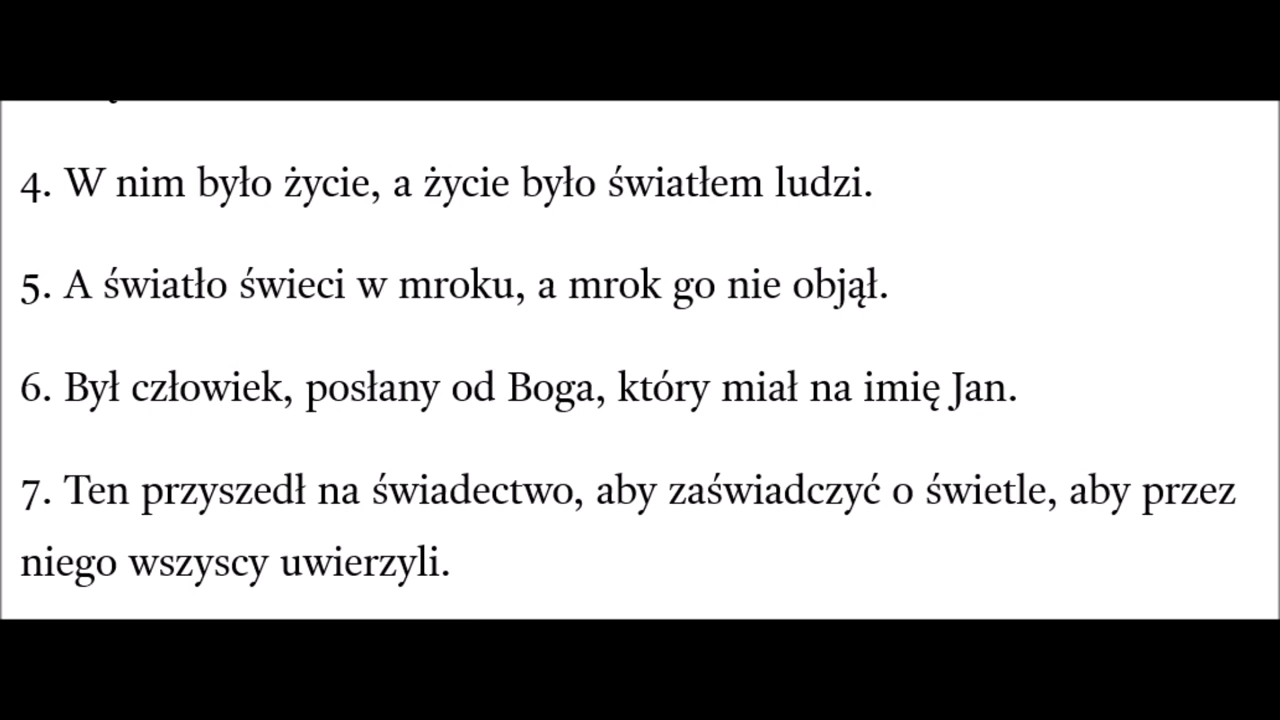 4. W nim było życie, a życie było światłem ludzi.
5. A światło świeci w mroku, a mrok go nie objął.
6. Był człowiek, posłany od Boga, który miał na imię Jan.
7. Ten przyszedł na świadectwo, aby zaświadczyć o świetle, aby przez
niego wszyscy uwierzyli.